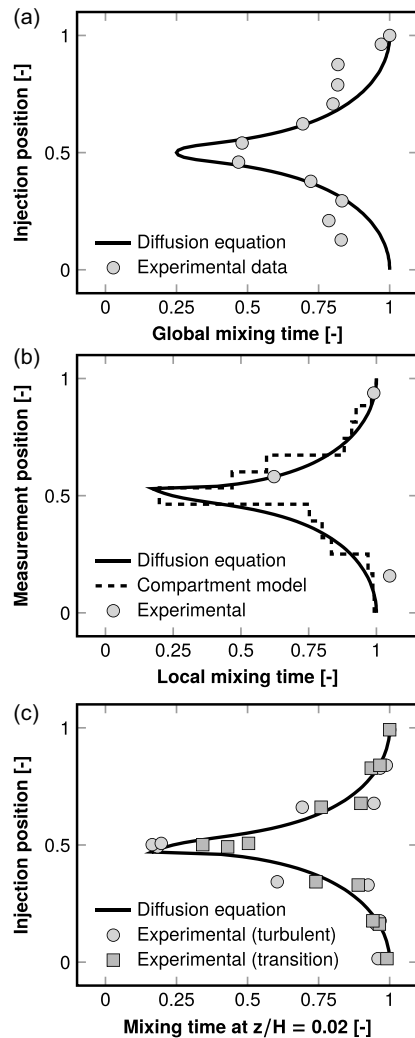 (a)
Injection position [-]
1
0.5
0
Diffusion equation
Experimental data
0 0.25 0.5 0.75 1
Global mixing time [-]
(b)
Measurement position [-]
1
0.5
0
Diffusion equation
Compartment model
Experimental
0 0.25 0.5 0.75 1
Local mixing time [-]
(c)
Injection position [-]
1
0.5
0
Diffusion equation
Experimental (turbulent)
Experimental (transition)
0 0.25 0.5 0.75 1
Mixing time at z/H = 0.02 [-]